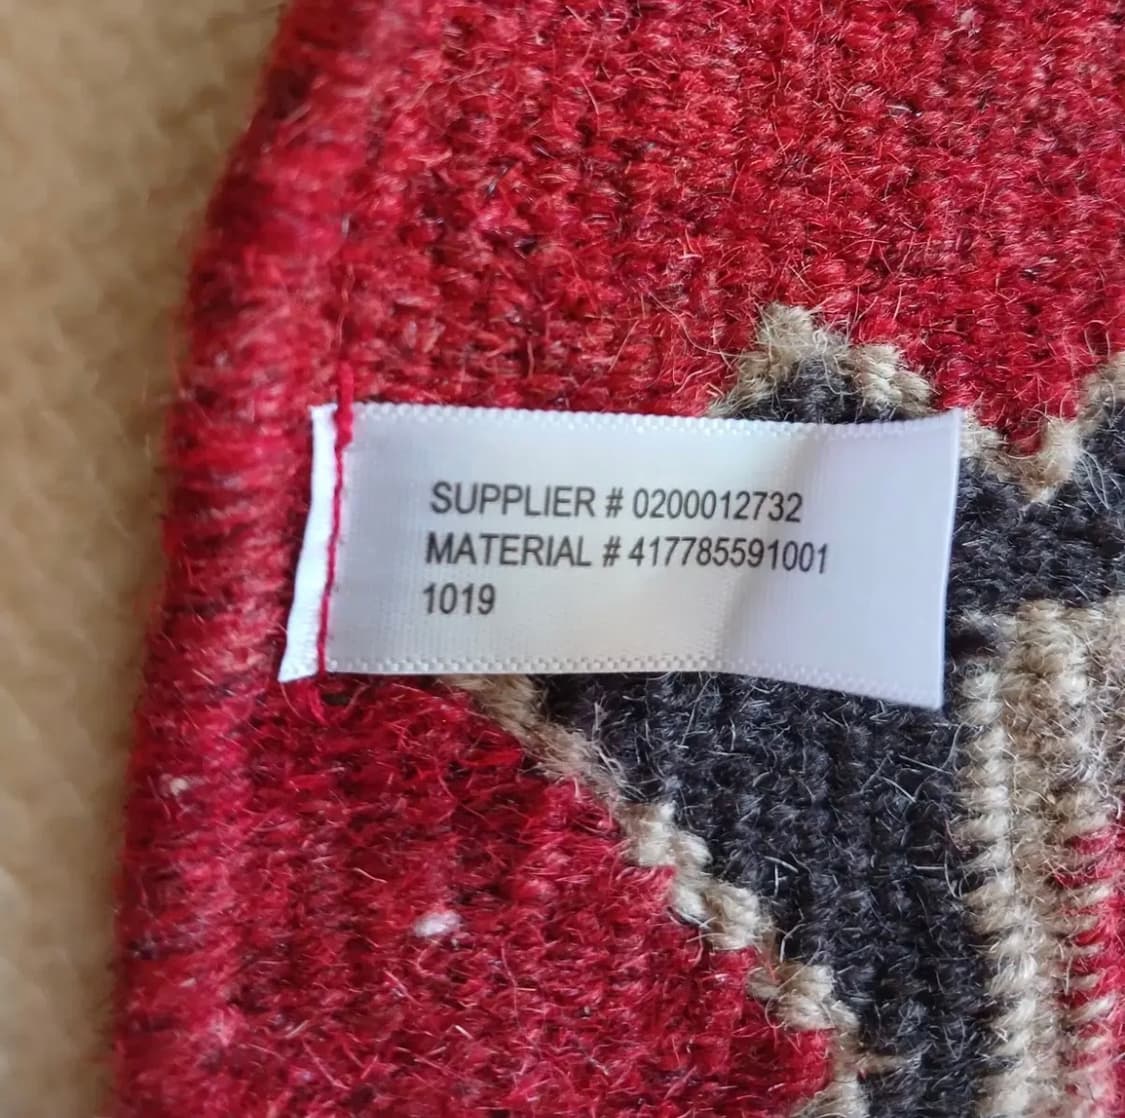 SUPPLIER # 0200012732
MATERIAL # 417785591001
1019